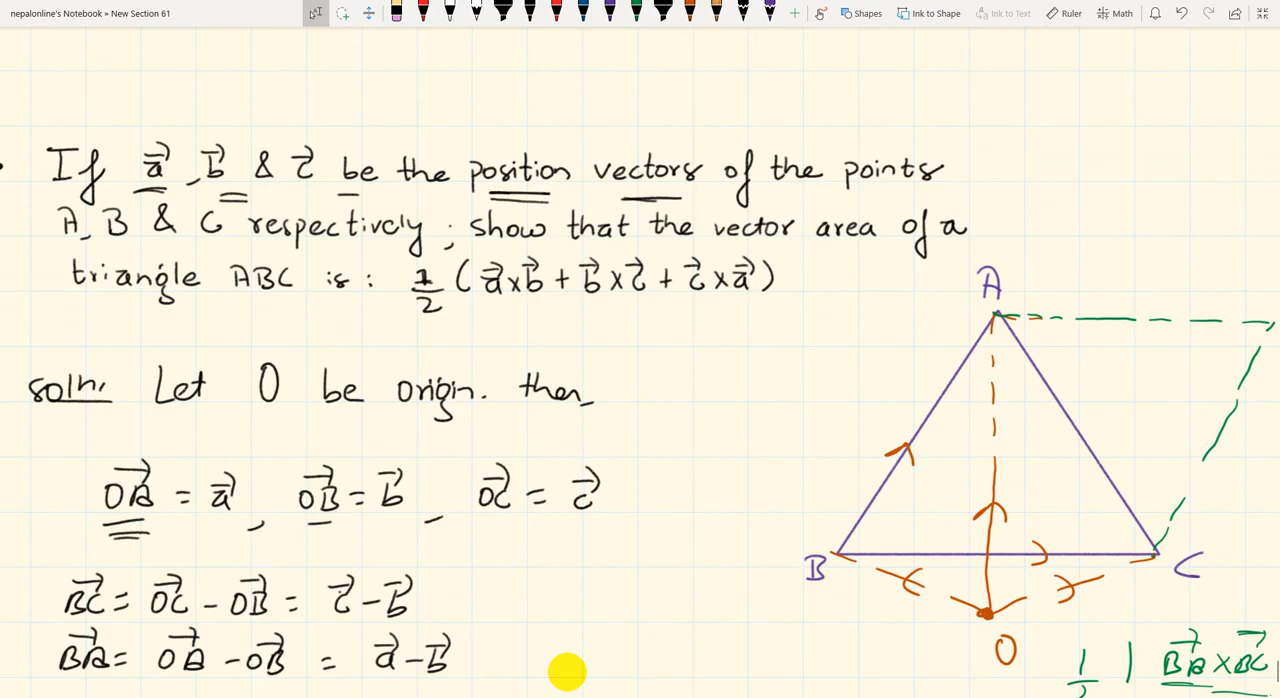 nepalonline's Notebook » New Section 61
Shapes Ink to Shape Ink to Text Ruler Math
If a⃗, b⃗ & c⃗ be the position vectors of the points
A, B & C respectively; show that the vector area of a
triangle ABC is: 1/2 (a⃗×b⃗ + b⃗×c⃗ + c⃗×a⃗)
A
soln. Let O be origin. then
OA⃗ = a⃗, OB⃗ = b⃗, OC⃗ = c⃗
B C
BC⃗ = OC⃗ - OB⃗ = c⃗ - b⃗
BA⃗ = OA⃗ - OB⃗ = a⃗ - b⃗
O
1/2 | BA⃗ × BC⃗